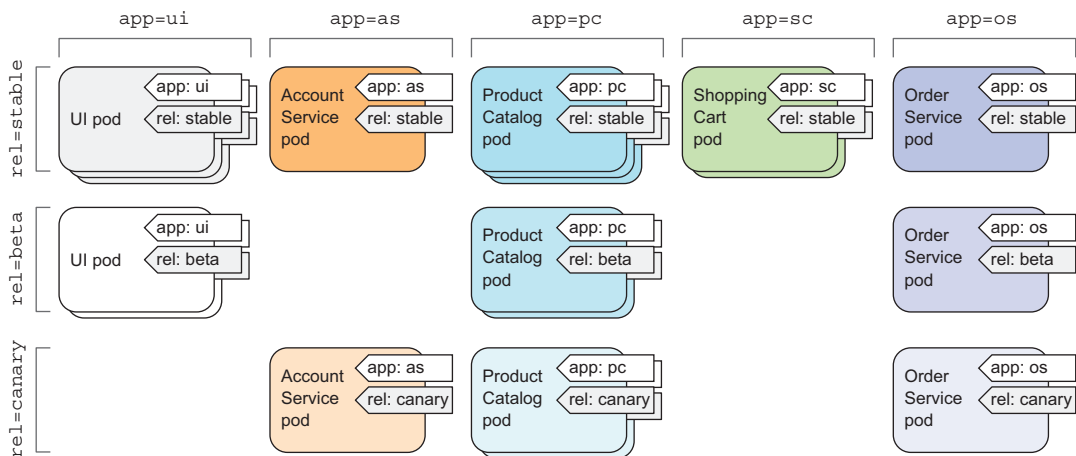 app=ui
app=as
app=pc
app=sc
app=os
rel=stable
UI pod
app: ui
rel: stable
Account
Service
pod
app: as
rel: stable
Product
Catalog
pod
app: pc
rel: stable
Shopping
Cart
pod
app: sc
rel: stable
Order
Service
pod
app: os
rel: stable
rel=beta
UI pod
app: ui
rel: beta
Product
Catalog
pod
app: pc
rel: beta
Order
Service
pod
app: os
rel: beta
rel=canary
Account
Service
pod
app: as
rel: canary
Product
Catalog
pod
app: pc
rel: canary
Order
Service
pod
app: os
rel: canary